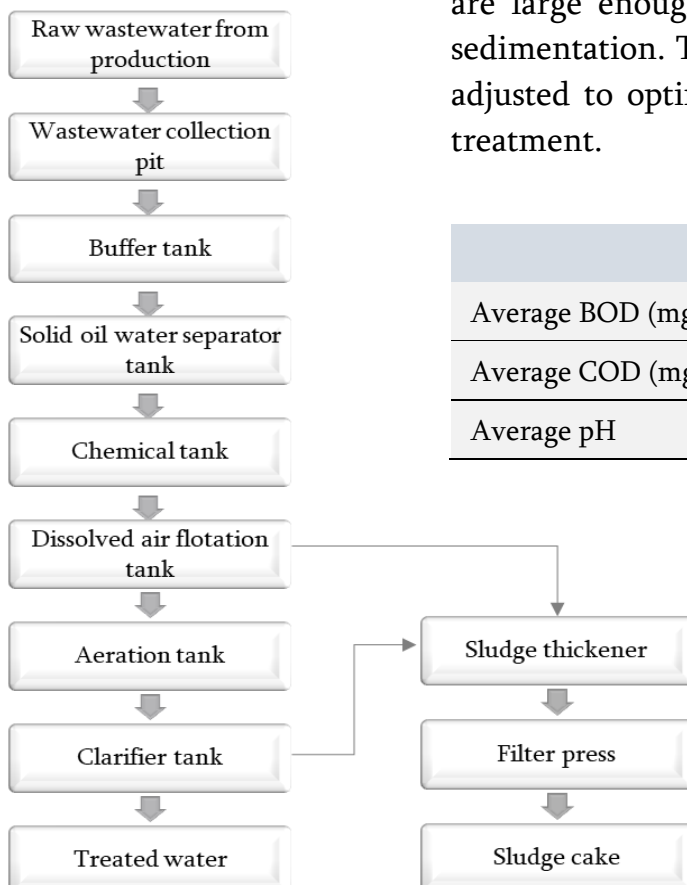 are large enoug
sedimentation. T
adjusted to opti
treatment.
Average BOD (mg
Average COD (mg
Average pH
Raw wastewater from
production
Wastewater collection
pit
Buffer tank
Solid oil water separator
tank
Chemical tank
Dissolved air flotation
tank
Aeration tank
Clarifier tank
Treated water
Sludge thickener
Filter press
Sludge cake